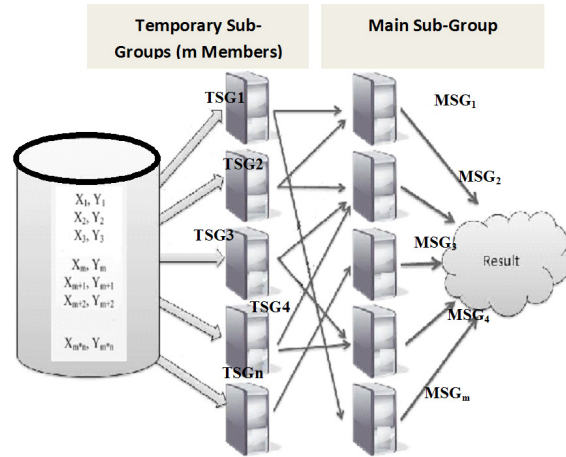 Temporary Sub-
Groups (m Members)
Main Sub-Group
TSG1
MSG₁
TSG2
MSG₂
TSG3
MSG₃
TSG4
MSG₄
TSGn
MSGₘ
X₁, Y₁
X₂, Y₂
X₃, Y₃
Xₘ, Yₘ
Xₘ₊₁, Yₘ₊₁
Xₘ₊₂, Yₘ₊₂
Xₘ*ₙ, Yₘ*ₙ
Result